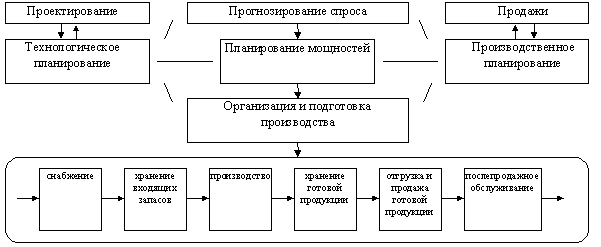 Проектирование
Прогнозирование спроса
Продажи
Технологическое
планирование
Планирование мощностей
Производственное
планирование
Организация и подготовка
производства
снабжение
хранение
входящих
запасов
производство
хранение
готовой
продукции
отгрузка и
продажа
готовой
продукции
послепродажное
обслуживание